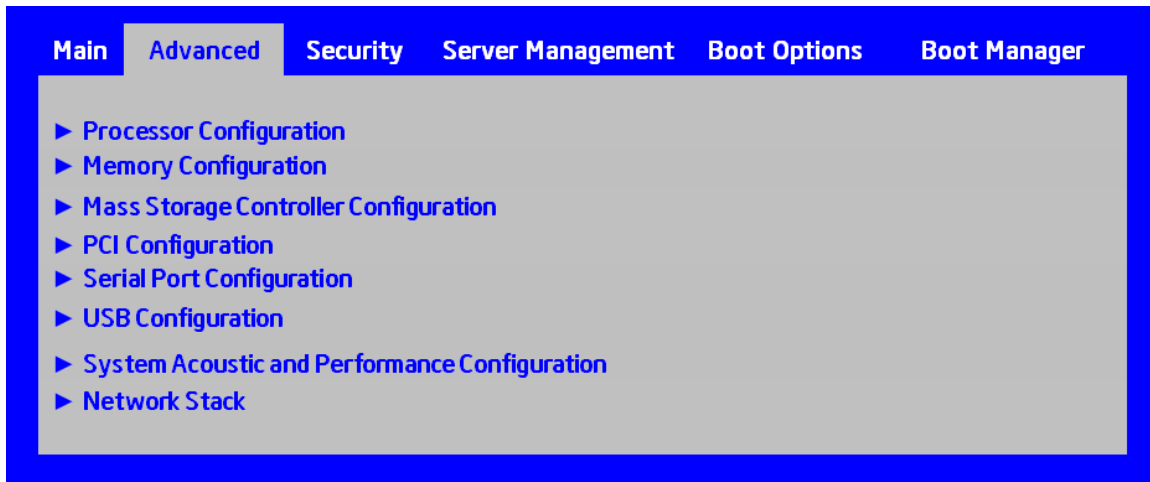 Main Advanced Security Server Management Boot Options Boot Manager
► Processor Configuration
► Memory Configuration
► Mass Storage Controller Configuration
► PCI Configuration
► Serial Port Configuration
► USB Configuration
► System Acoustic and Performance Configuration
► Network Stack